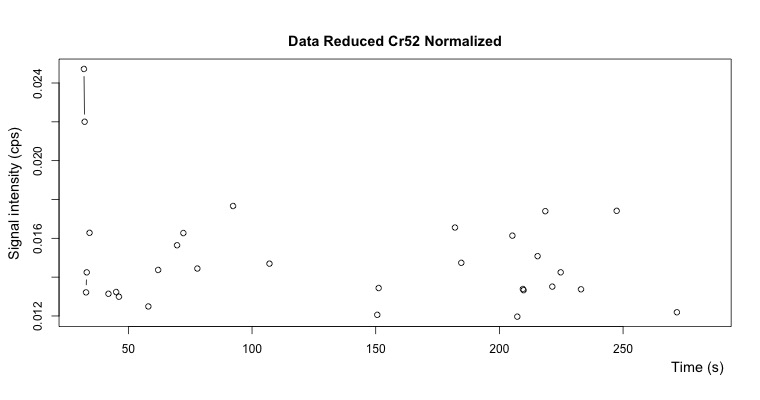 Data Reduced Cr52 Normalized
Signal intensity (cps)
0.024
0.020
0.016
0.012
50 100 150 200 250
Time (s)